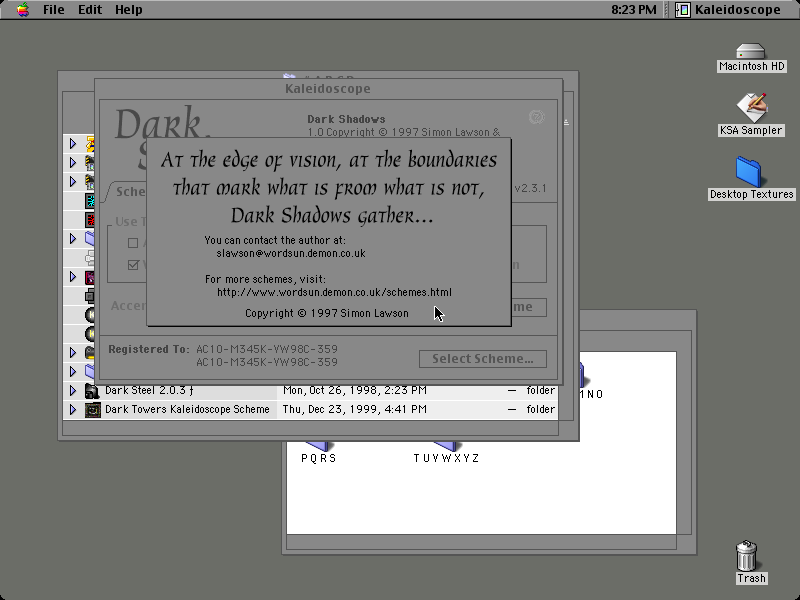 File Edit Help
8:23 PM Kaleidoscope
Macintosh HD
KSA Sampler
Desktop Textures
Kaleidoscope
Dark
Dark Shadows
1.0 Copyright © 1997 Simon Lawson &
v2.3.1
At the edge of vision, at the boundaries
that mark what is from what is not,
Dark Shadows gather...
You can contact the author at:
slawson@wordsun.demon.co.uk
For more schemes, visit:
http://www.wordsun.demon.co.uk/schemes.html
Copyright © 1997 Simon Lawson
Registered To: AC10-M345K-VW98C-359
AC10-M345K-VW98C-359
Select Scheme...
Dark Steel 2.0.3 † Mon, Oct 26, 1998, 2:23 PM — folder
Dark Towers Kaleidoscope Scheme Thu, Dec 23, 1999, 4:41 PM — folder
PQRS
TUVWXYZ
Trash